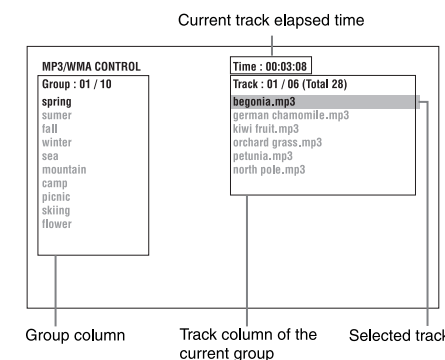 Current track elapsed time
MP3/WMA CONTROL
Group : 01 / 10
spring
sumer
fall
winter
sea
mountain
camp
picnic
skiing
flower
Time : 00:03:08
Track : 01 / 06 (Total 28)
begonia.mp3
german chamomile.mp3
kiwi fruit.mp3
orchard grass.mp3
petunia.mp3
north pole.mp3
Group column
Track column of the
current group
Selected track